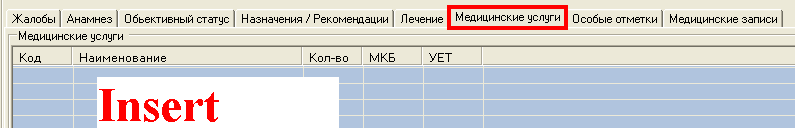 Жалобы Анамнез Объективный статус Назначения / Рекомендации Лечение Медицинские услуги Особые отметки Медицинские записи
Медицинские услуги
Код Наименование Кол-во МКБ УЕТ
Insert